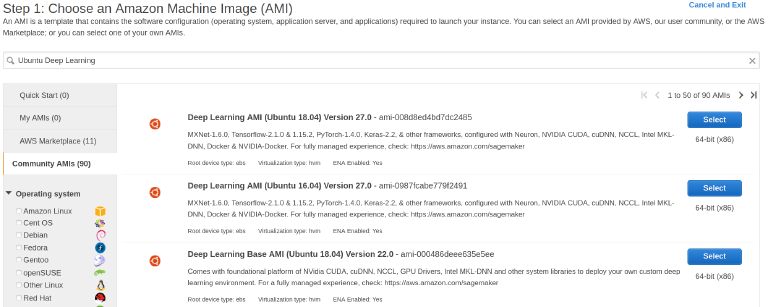 Step 1: Choose an Amazon Machine Image (AMI)
Cancel and Exit
An AMI is a template that contains the software configuration (operating system, application server, and applications) required to launch your instance. You can select an AMI provided by AWS, our user community, or the AWS
Marketplace; or you can select one of your own AMIs.
Ubuntu Deep Learning
Quick Start (0)
My AMIs (0)
AWS Marketplace (11)
Community AMIs (90)
Operating system
Amazon Linux
Cent OS
Debian
Fedora
Gentoo
openSUSE
Other Linux
Red Hat
1 to 50 of 90 AMIs
Deep Learning AMI (Ubuntu 18.04) Version 27.0 - ami-008d8ed4bd7dc2485
MXNet-1.6.0, Tensorflow-2.1.0 & 1.15.2, PyTorch-1.4.0, Keras-2.2, & other frameworks, configured with Neuron, NVIDIA CUDA, cuDNN, NCCL, Intel MKL-
DNN, Docker & NVIDIA-Docker. For fully managed experience, check: https://aws.amazon.com/sagemaker
Root device type: ebs Virtualization type: hvm ENA Enabled: Yes
Select
64-bit (x86)
Deep Learning AMI (Ubuntu 16.04) Version 27.0 - ami-0987fcabe779f2491
MXNet-1.6.0, Tensorflow-2.1.0 & 1.15.2, PyTorch-1.4.0, Keras-2.2, & other frameworks, configured with Neuron, NVIDIA CUDA, cuDNN, NCCL, Intel MKL-
DNN, Docker & NVIDIA-Docker. For fully managed experience, check: https://aws.amazon.com/sagemaker
Root device type: ebs Virtualization type: hvm ENA Enabled: Yes
Select
64-bit (x86)
Deep Learning Base AMI (Ubuntu 18.04) Version 22.0 - ami-000486deee635e5ee
Comes with foundational platform of NVidia CUDA, cuDNN, NCCL, GPU Drivers, Intel MKL-DNN and other system libraries to deploy your own custom deep
learning environment. For a fully managed experience, check: https://aws.amazon.com/sagemaker
Root device type: ebs Virtualization type: hvm ENA Enabled: Yes
Select
64-bit (x86)